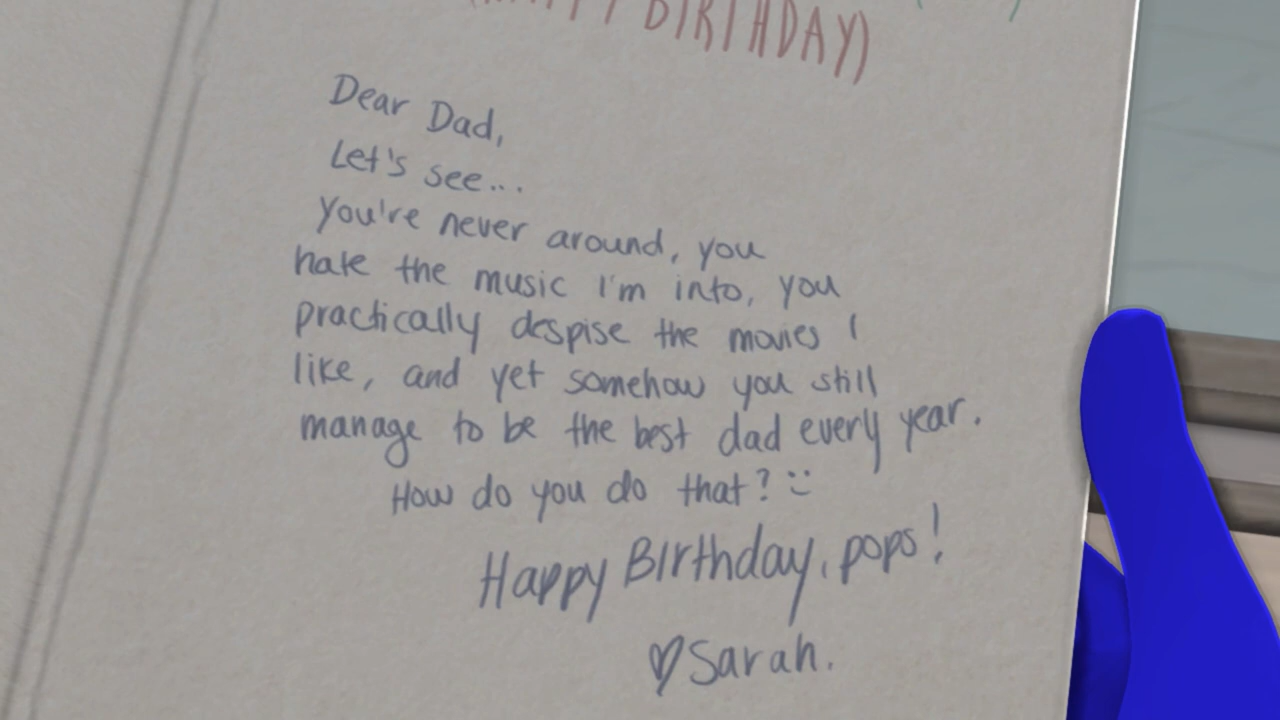 BIRTHDAY)
Dear Dad,
Let's see...
You're never around, you
hate the music I'm into, you
practically despise the movies I
like, and yet somehow you still
manage to be the best dad every year.
How do you do that? :)
Happy Birthday, pops!
♡Sarah.